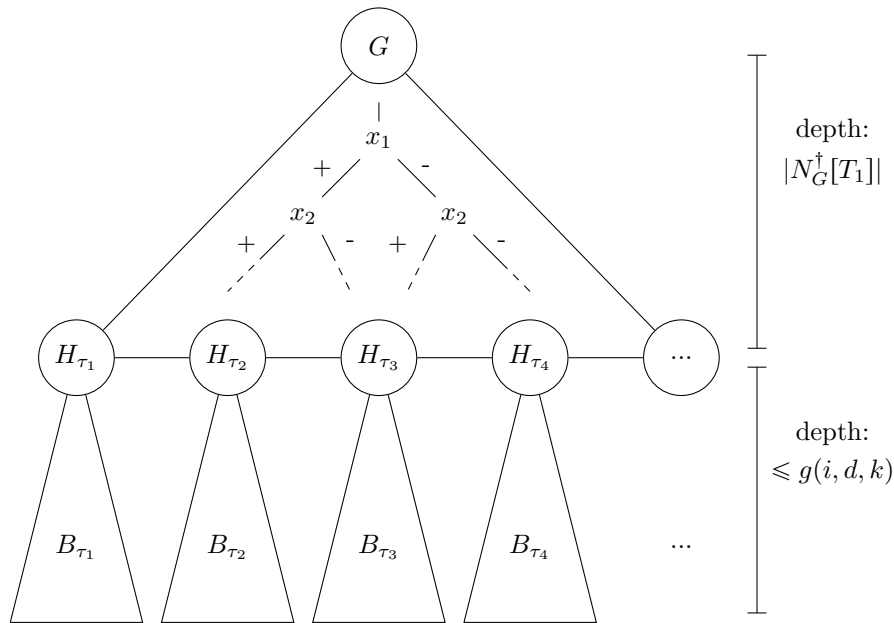 G
x₁
+ -
x₂ x₂
+ - + -
depth:
|N†G[T₁]|
Hτ₁ Hτ₂ Hτ₃ Hτ₄ ...
depth:
⩽ g(i, d, k)
Bτ₁ Bτ₂ Bτ₃ Bτ₄ ...